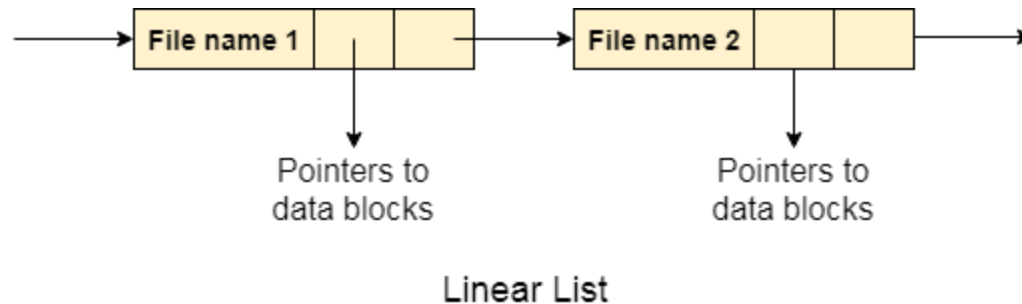 File name 1
File name 2
Pointers to
data blocks
Pointers to
data blocks
Linear List